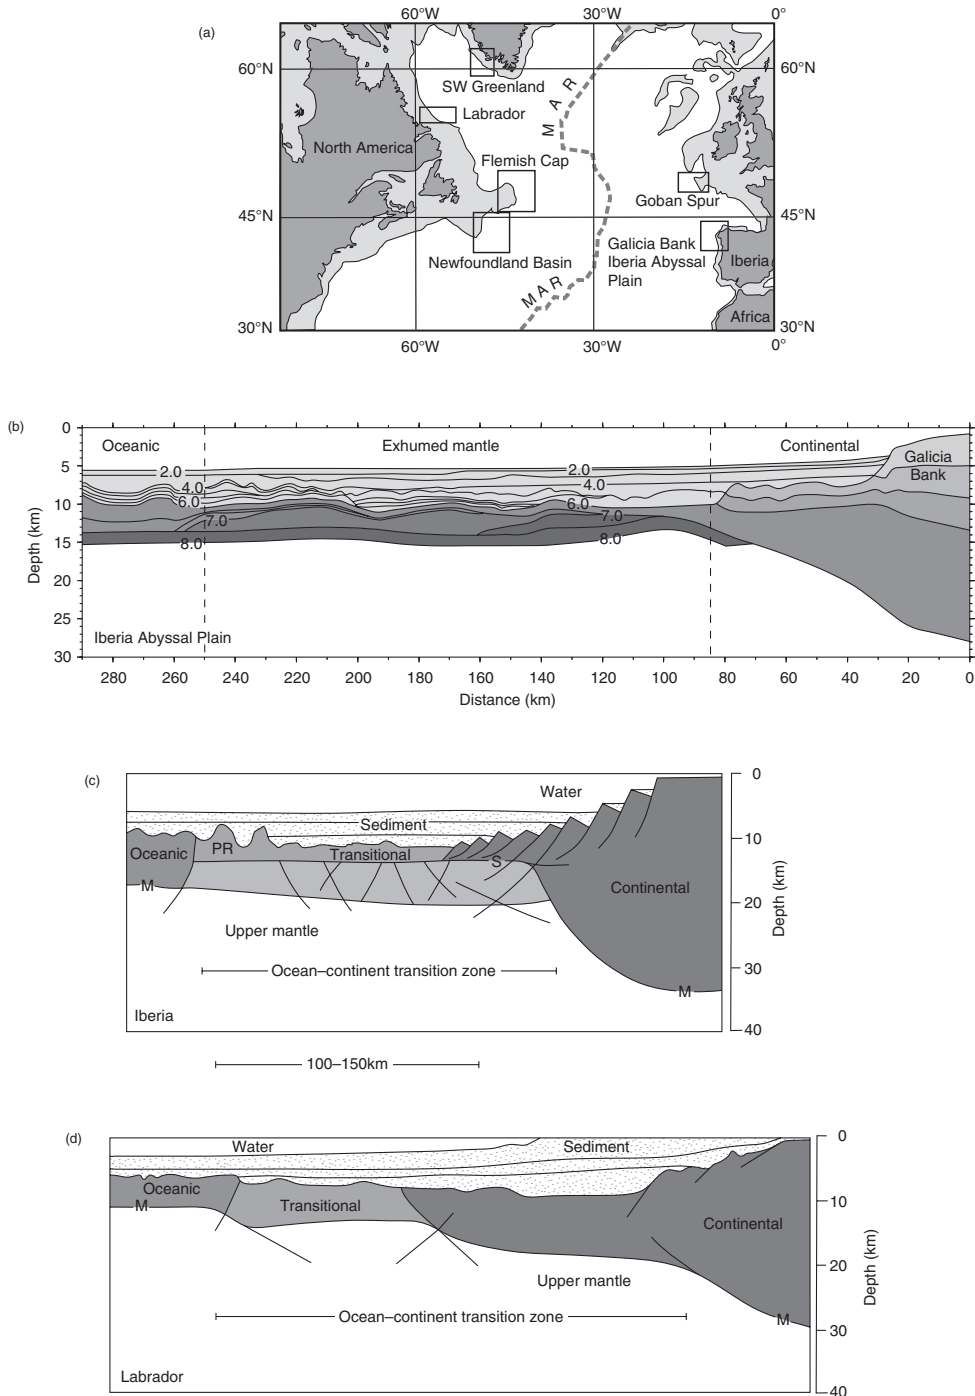 (a)
60°W 30°W 0°
60°N 60°N
SW Greenland
Labrador
M A R
North America
Flemish Cap
Goban Spur
45°N 45°N
Galicia Bank
Iberia Abyssal
Plain
Iberia
Newfoundland Basin
M A R
Africa
30°N 30°N
60°W 30°W 0°
(b)
Oceanic Exhumed mantle Continental
Galicia
Bank
2.0 2.0
4.0 4.0
6.0 6.0
7.0 7.0
8.0 8.0
0
5
10
15
20
25
30
Depth (km)
Iberia Abyssal Plain
280 260 240 220 200 180 160 140 120 100 80 60 40 20 0
Distance (km)
(c)
Water
Sediment
Oceanic PR Transitional S
M
Continental
Upper mantle
Ocean–continent transition zone
M
Iberia
0
10
20
30
40
Depth (km)
100–150km
(d)
Water Sediment
Oceanic
M
Transitional
Continental
Upper mantle
Ocean–continent transition zone
M
Labrador
0
10
20
30
40
Depth (km)